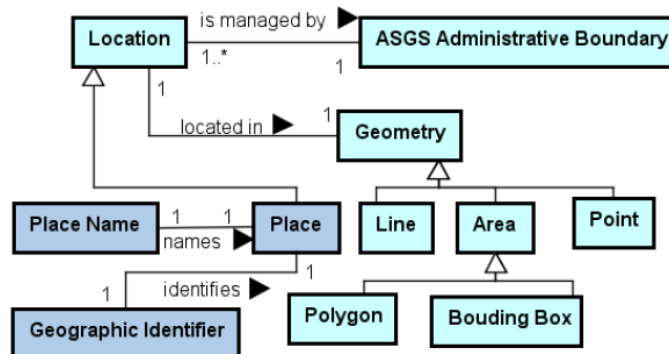 is managed by
Location
ASGS Administrative Boundary
1..*
1
1
1
located in
Geometry
Place Name
1
1
Place
Line
Area
Point
names
1
1
identifies
Geographic Identifier
Polygon
Bouding Box